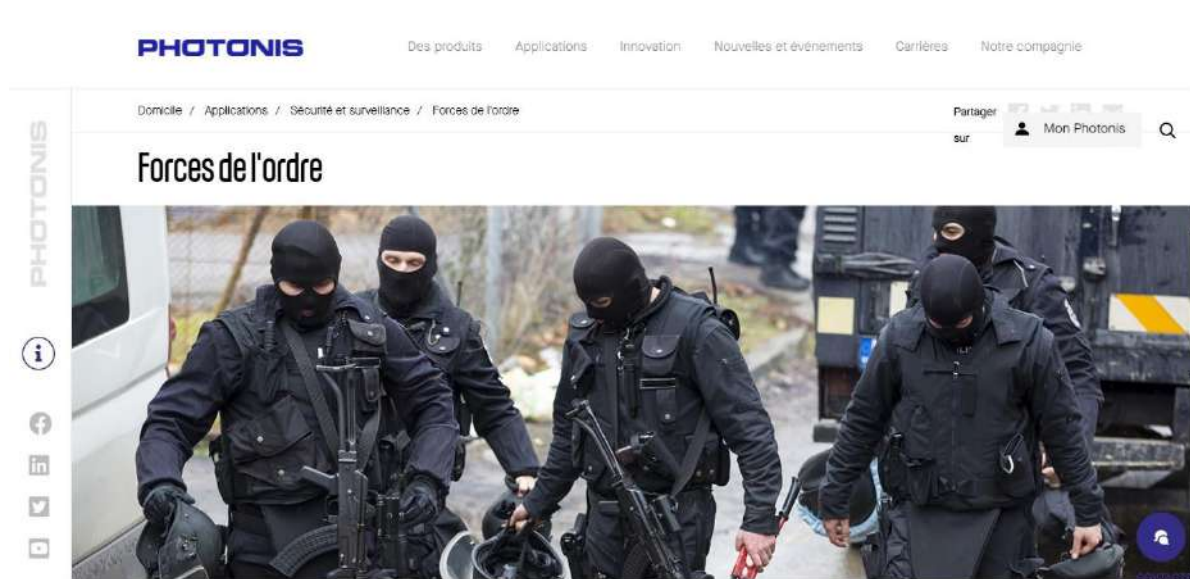 PHOTONIS
Des produits Applications Innovation Nouvelles et événements Carrières Notre compagnie
Domicile / Applications / Sécurité et surveillance / Forces de l'ordre
Partager
sur
Mon Photonis
Forces de l'ordre
PHOTONIS